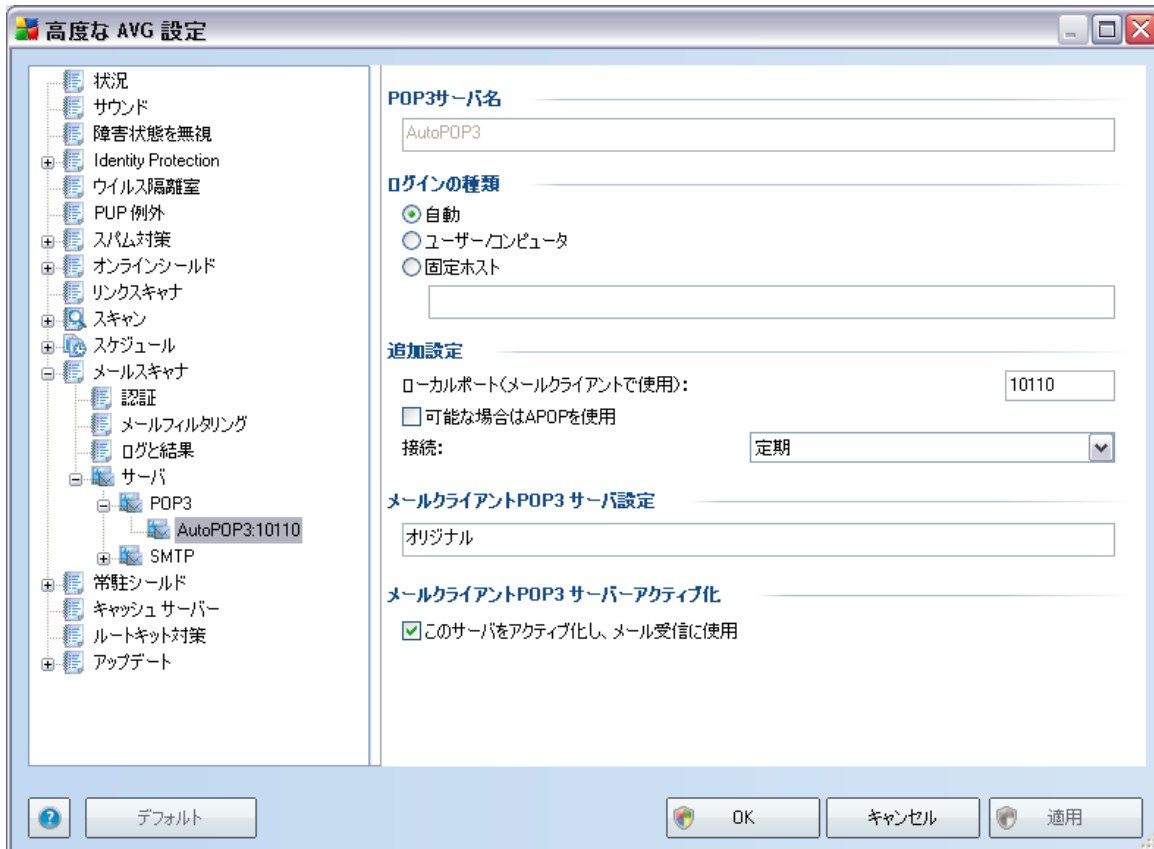 高度な AVG 設定
状況
サウンド
障害状態を無視
Identity Protection
ウイルス隔離室
PUP 例外
スパム対策
オンラインシールド
リンクスキャナ
スキャン
スケジュール
メールスキャナ
認証
メールフィルタリング
ログと結果
サーバ
POP3
AutoPOP3:10110
SMTP
常駐シールド
キャッシュ サーバー
ルートキット対策
アップデート
POP3サーバ名
AutoPOP3
ログインの種類
自動
ユーザー/コンピュータ
固定ホスト
追加設定
ローカルポート(メールクライアントで使用): 10110
可能な場合はAPOPを使用
接続: 定期
メールクライアントPOP3 サーバ設定
オリジナル
メールクライアントPOP3 サーバーアクティブ化
このサーバをアクティブ化し、メール受信に使用
デフォルト OK キャンセル 適用